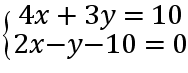 4x + 3y = 10
2x−y−10 = 0